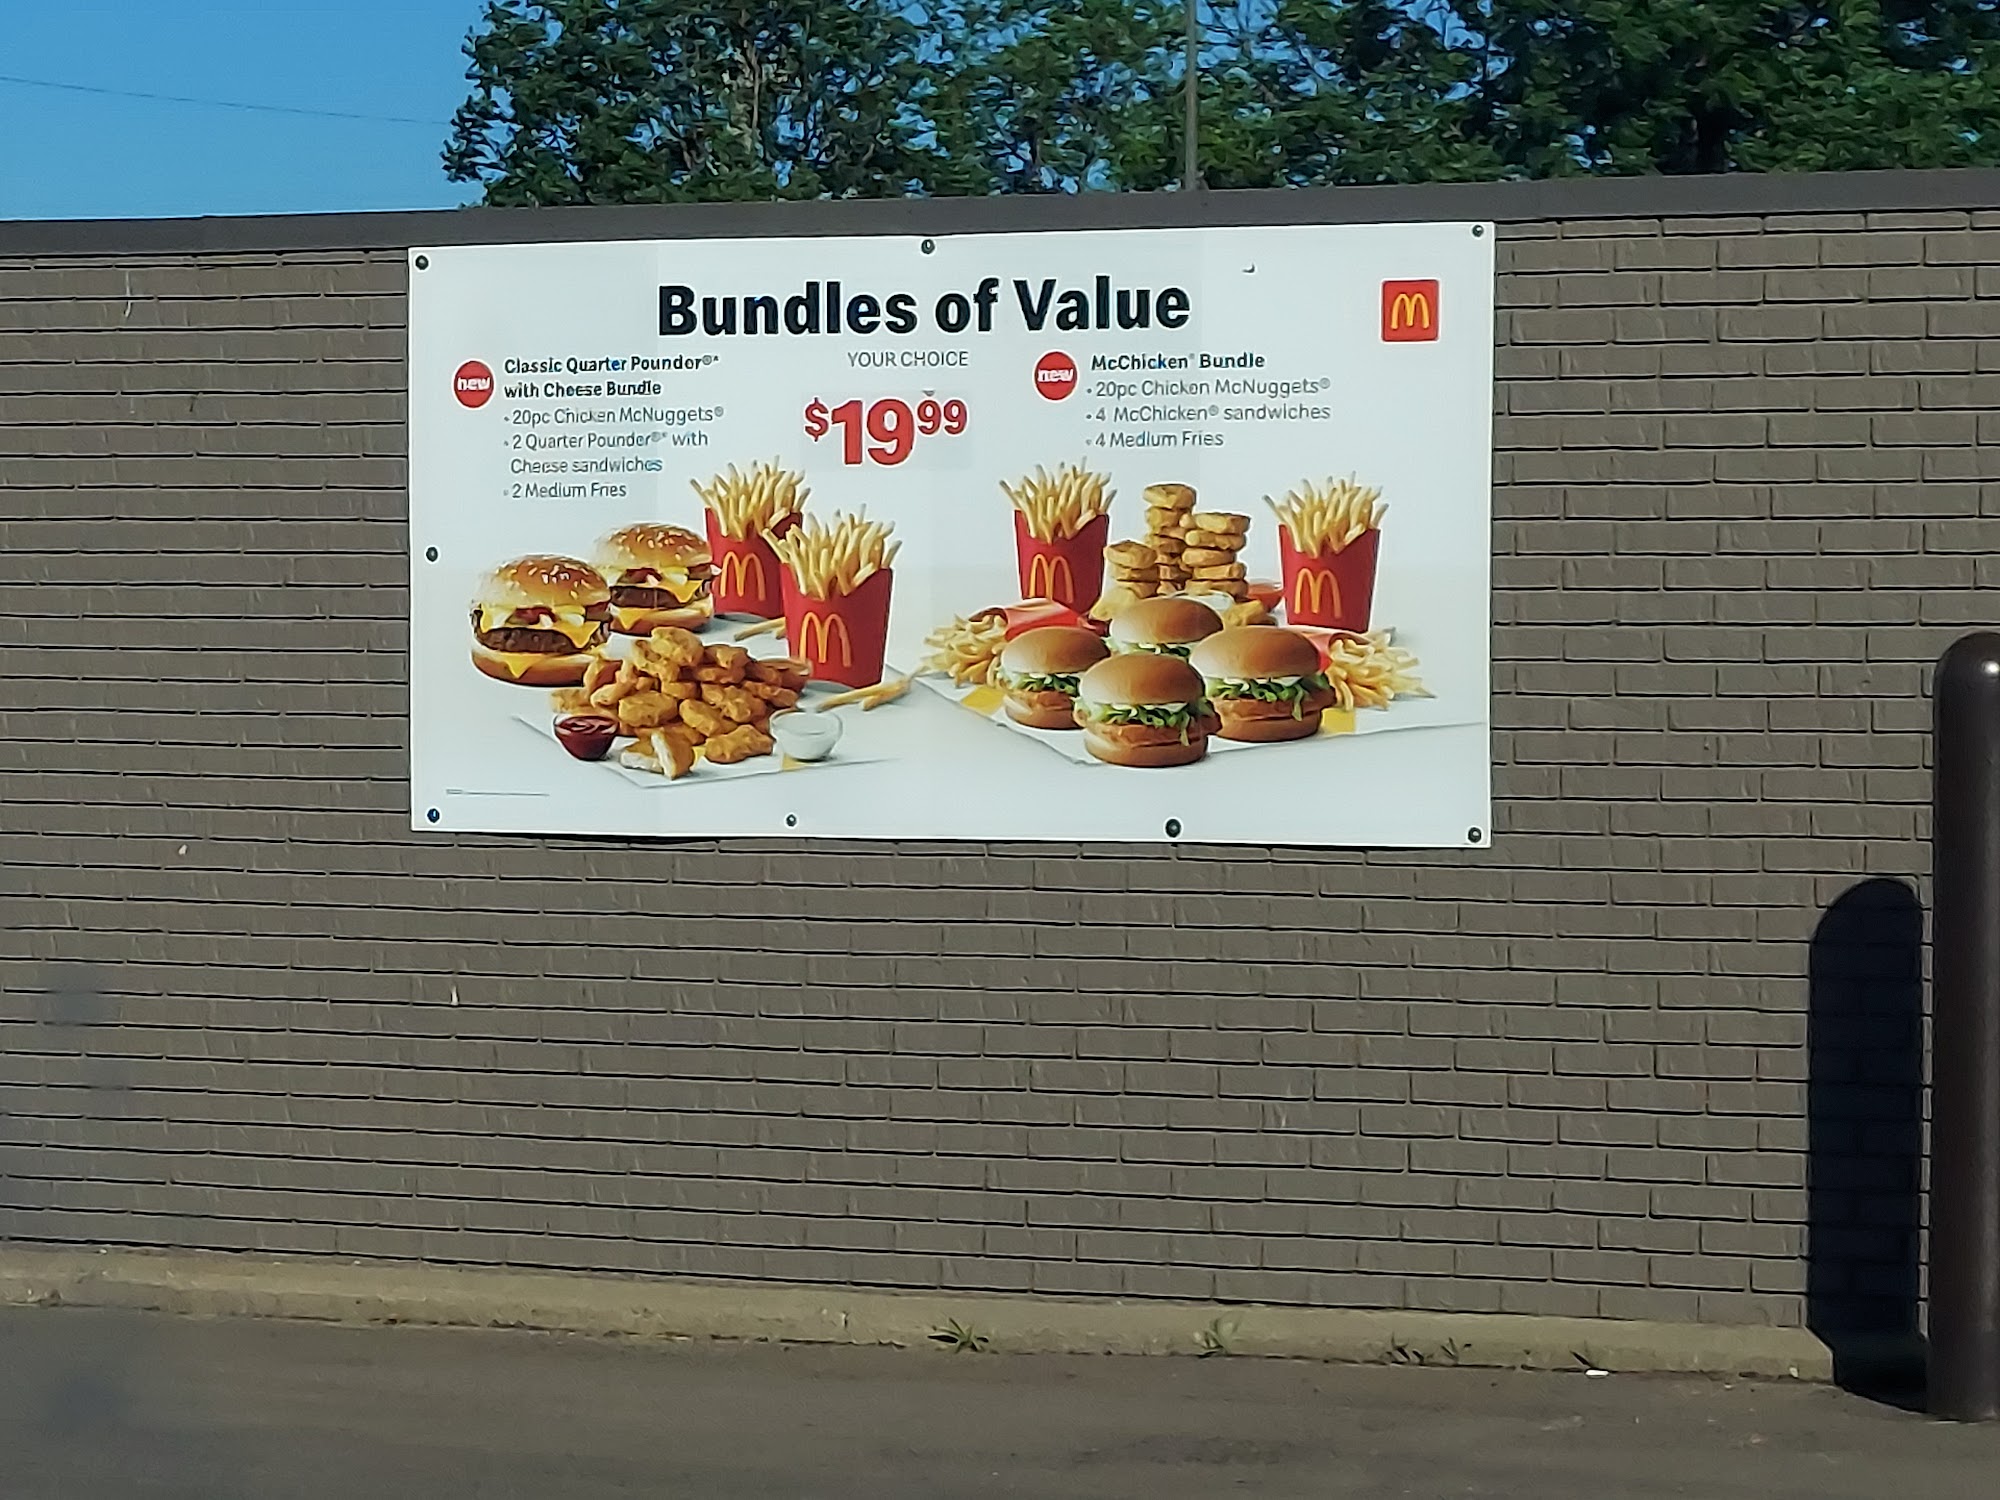 Bundles of Value
new
Classic Quarter Pounder®*
with Cheese Bundle
• 20pc Chicken McNuggets®
• 2 Quarter Pounder®* with
Cheese sandwiches
• 2 Medium Fries
YOUR CHOICE
$19 99
new
McChicken® Bundle
• 20pc Chicken McNuggets®
• 4 McChicken® sandwiches
• 4 Medium Fries